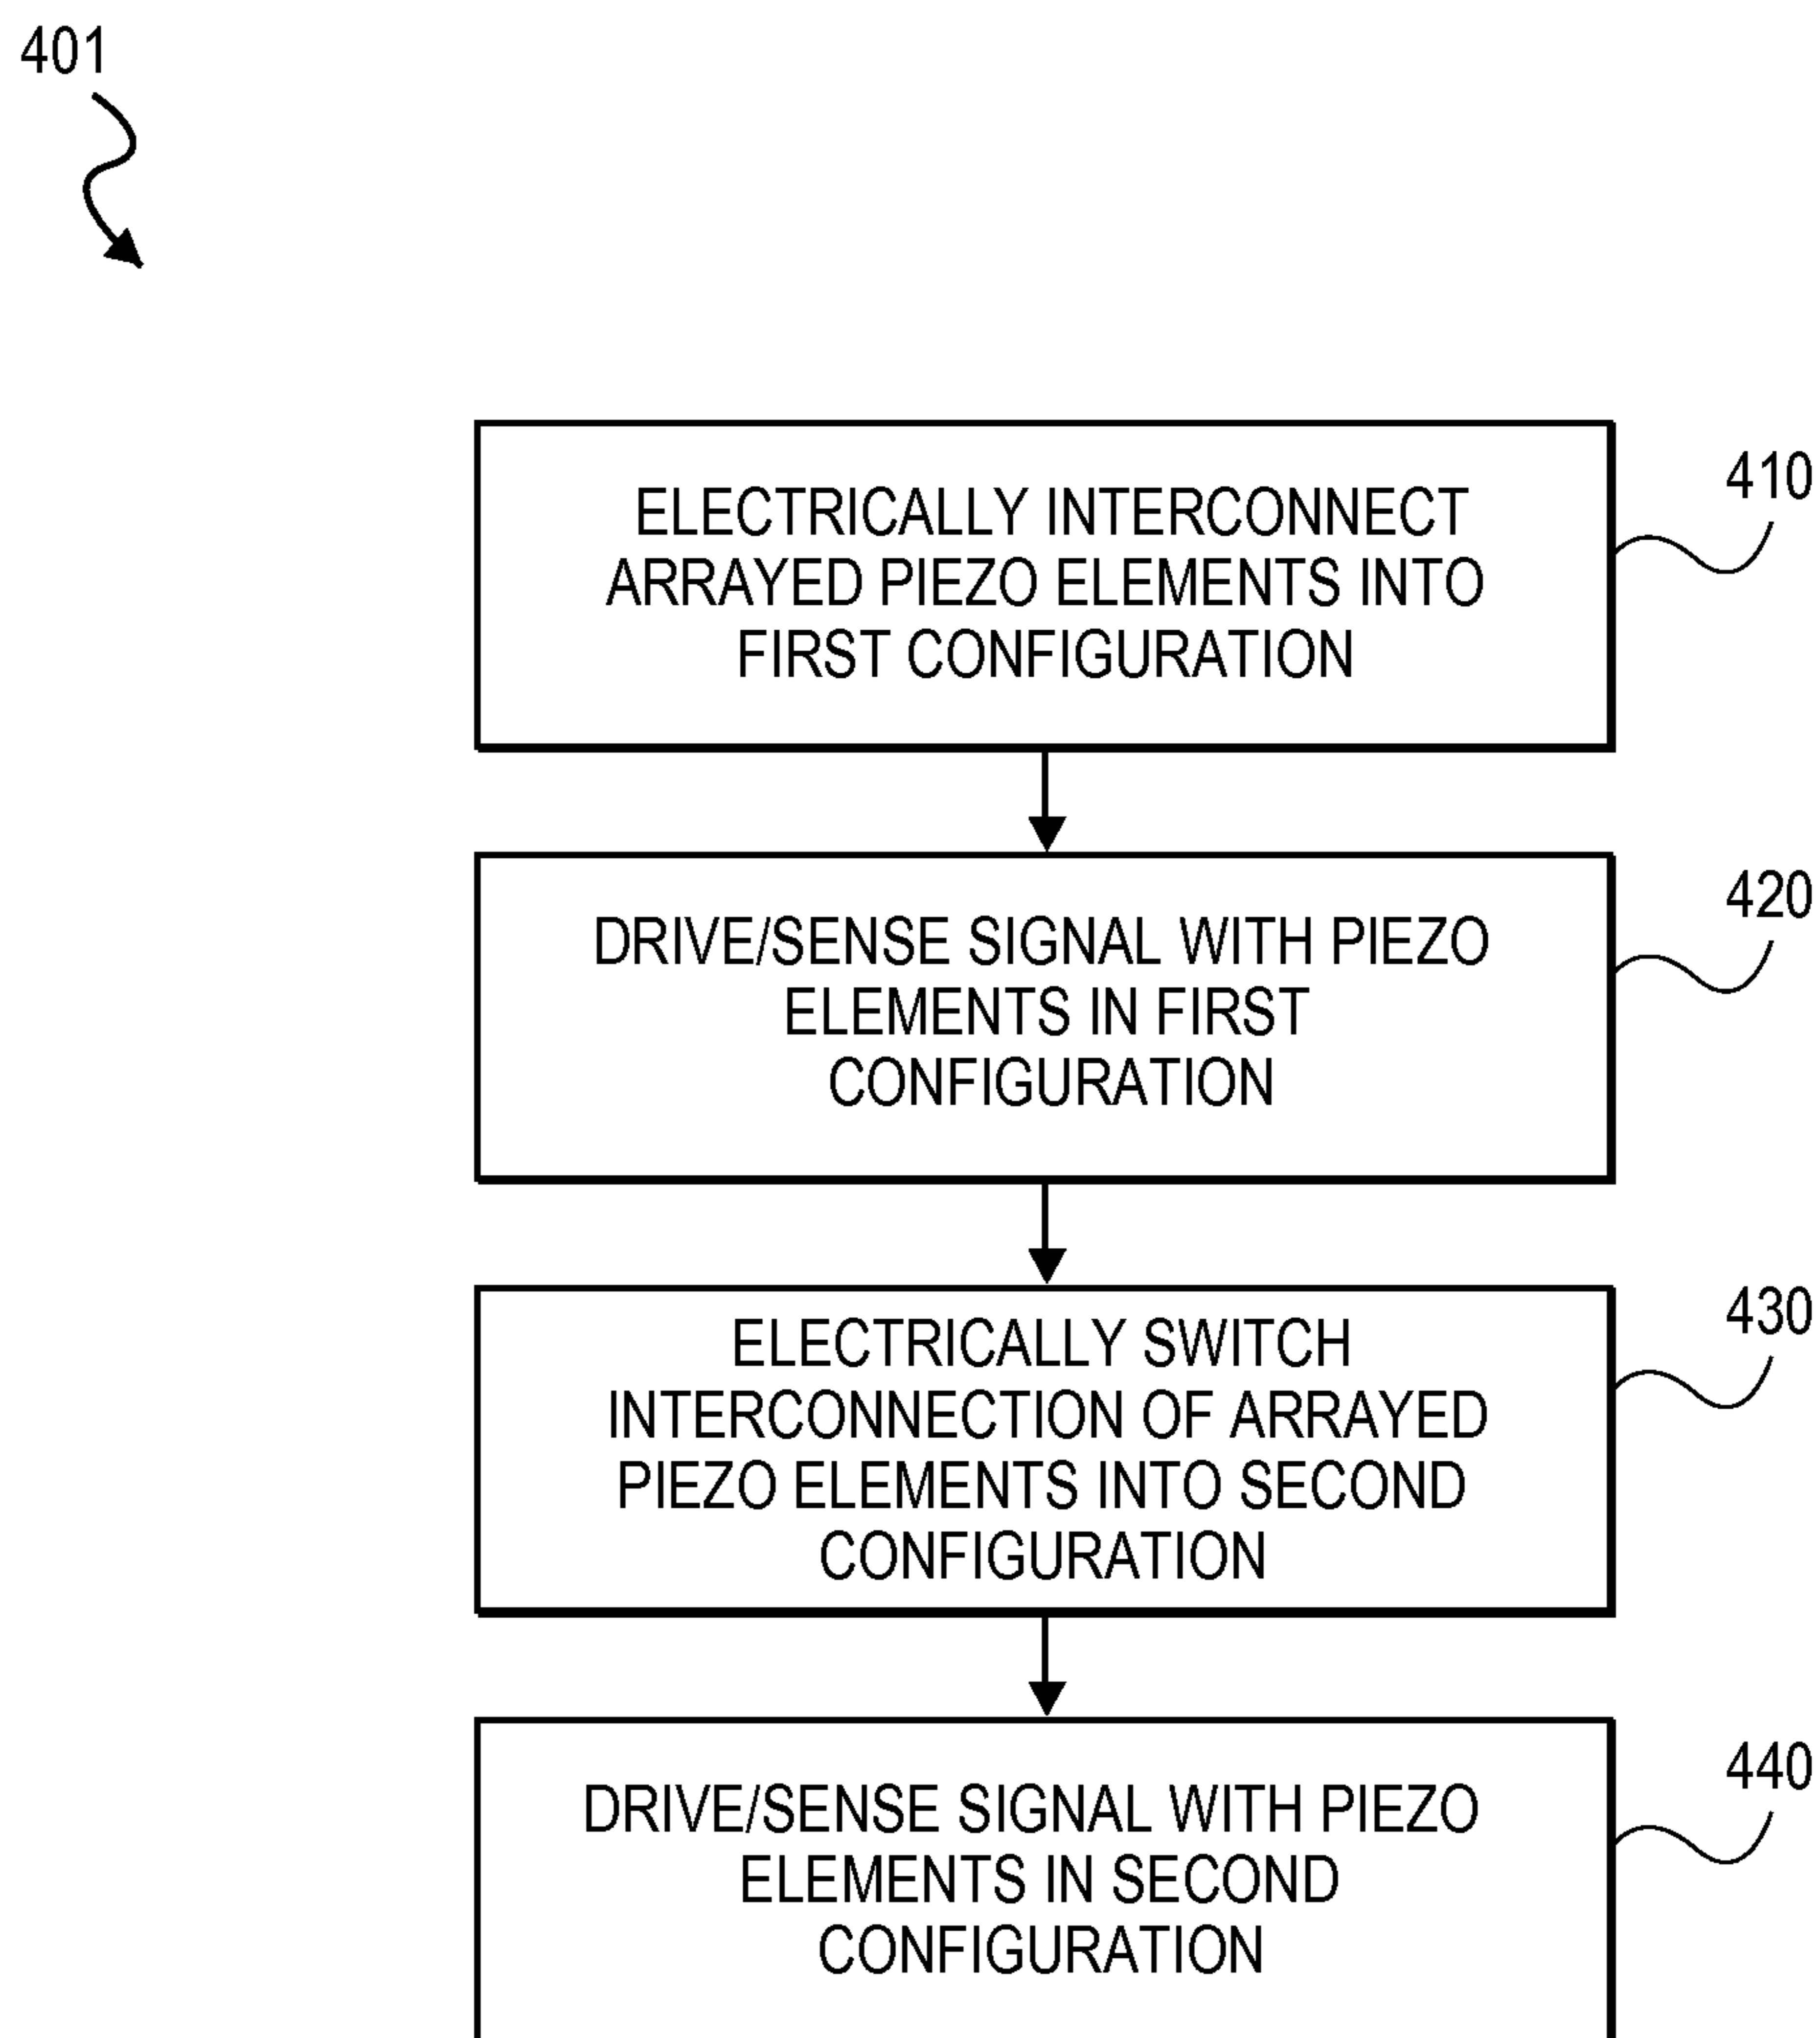 401
ELECTRICALLY INTERCONNECT
ARRAYED PIEZO ELEMENTS INTO
FIRST CONFIGURATION
410
DRIVE/SENSE SIGNAL WITH PIEZO
ELEMENTS IN FIRST
CONFIGURATION
420
ELECTRICALLY SWITCH
INTERCONNECTION OF ARRAYED
PIEZO ELEMENTS INTO SECOND
CONFIGURATION
430
DRIVE/SENSE SIGNAL WITH PIEZO
ELEMENTS IN SECOND
CONFIGURATION
440